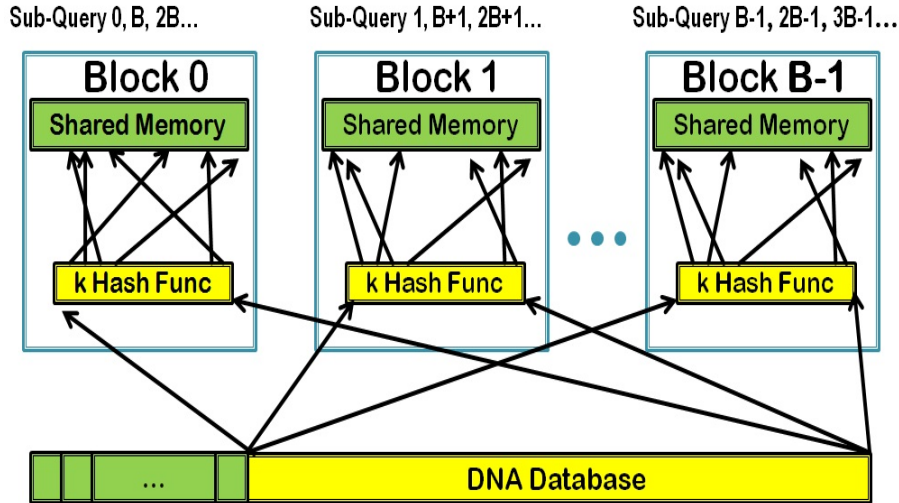 Sub-Query 0, B, 2B...
Sub-Query 1, B+1, 2B+1...
Sub-Query B-1, 2B-1, 3B-1...
Block 0
Block 1
Block B-1
Shared Memory
Shared Memory
Shared Memory
k Hash Func
k Hash Func
k Hash Func
...
DNA Database